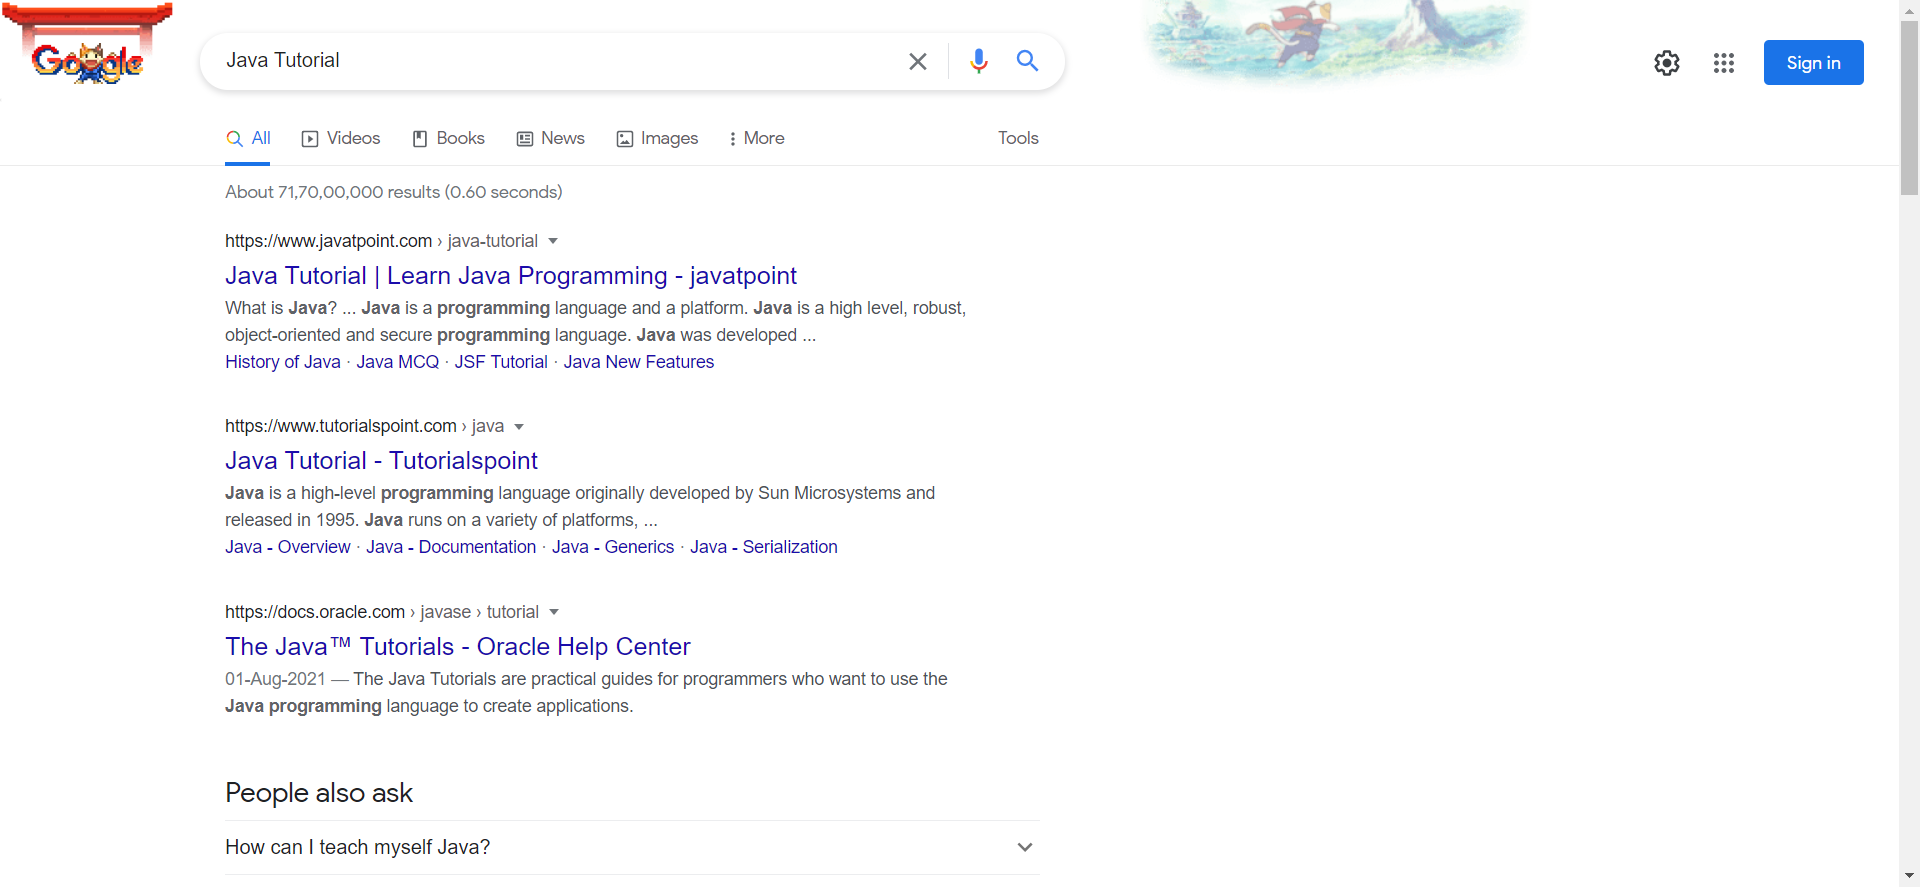 Google
Java Tutorial
Sign in
All Videos Books News Images More Tools
About 71,70,00,000 results (0.60 seconds)
https://www.javatpoint.com › java-tutorial
Java Tutorial | Learn Java Programming - javatpoint
What is Java? ... Java is a programming language and a platform. Java is a high level, robust,
object-oriented and secure programming language. Java was developed ...
History of Java · Java MCQ · JSF Tutorial · Java New Features
https://www.tutorialspoint.com › java
Java Tutorial - Tutorialspoint
Java is a high-level programming language originally developed by Sun Microsystems and
released in 1995. Java runs on a variety of platforms, ...
Java - Overview · Java - Documentation · Java - Generics · Java - Serialization
https://docs.oracle.com › javase › tutorial
The Java™ Tutorials - Oracle Help Center
01-Aug-2021 — The Java Tutorials are practical guides for programmers who want to use the
Java programming language to create applications.
People also ask
How can I teach myself Java?